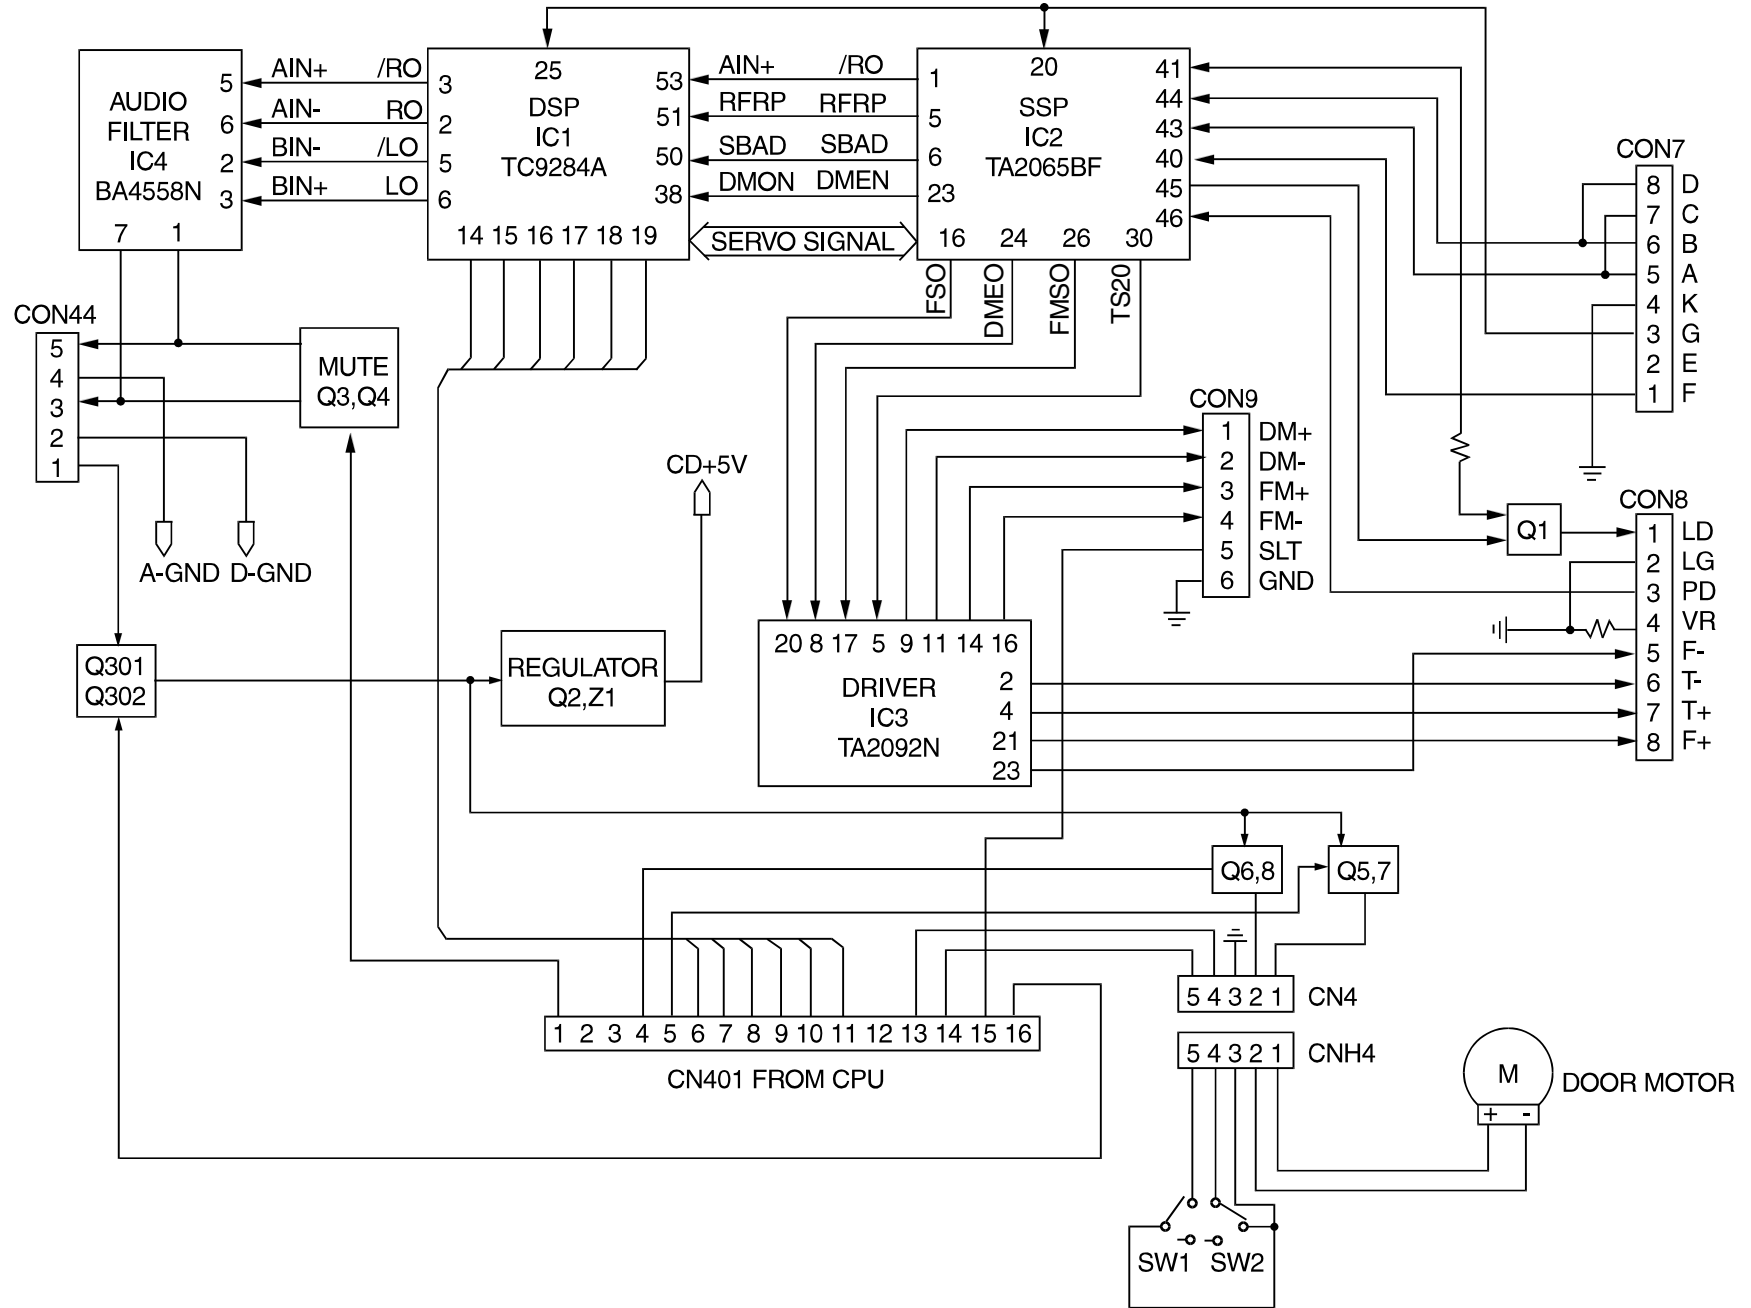 AUDIO
FILTER
IC4
BA4558N
5
6
2
3
7 1
AIN+ /RO
AIN- RO
BIN- /LO
BIN+ LO
3
2
5
6
25
DSP
IC1
TC9284A
53
51
50
38
14 15 16 17 18 19
AIN+ /RO
RFRP RFRP
SBAD SBAD
DMON DMEN
SERVO SIGNAL
1
5
6
23
20
SSP
IC2
TA2065BF
41
44
43
40
45
46
16 24 26 30
FSO
DMEO
FMSO
TS20
CON7
8 D
7 C
6 B
5 A
4 K
3 G
2 E
1 F
CON44
5
4
3
2
1
MUTE
Q3,Q4
A-GND D-GND
CD+5V
CON9
1 DM+
2 DM-
3 FM+
4 FM-
5 SLT
6 GND
Q1
CON8
1 LD
2 LG
3 PD
4 VR
5 F-
6 T-
7 T+
8 F+
Q301
Q302
REGULATOR
Q2,Z1
20 8 17 5 9 11 14 16
DRIVER
IC3
TA2092N
2
4
21
23
Q6,8
Q5,7
5 4 3 2 1 CN4
1 2 3 4 5 6 7 8 9 10 11 12 13 14 15 16
CN401 FROM CPU
5 4 3 2 1 CNH4
M
+ -
DOOR MOTOR
SW1 SW2